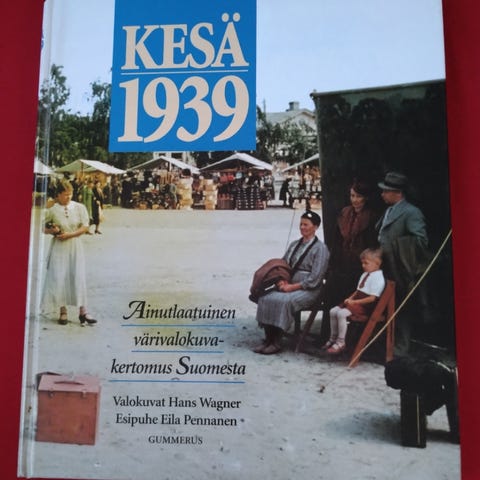 KESÄ
1939
Ainutlaatuinen
värivalokuva-
kertomus Suomesta
Valokuvat Hans Wagner
Esipuhe Eila Pennanen
GUMMERUS